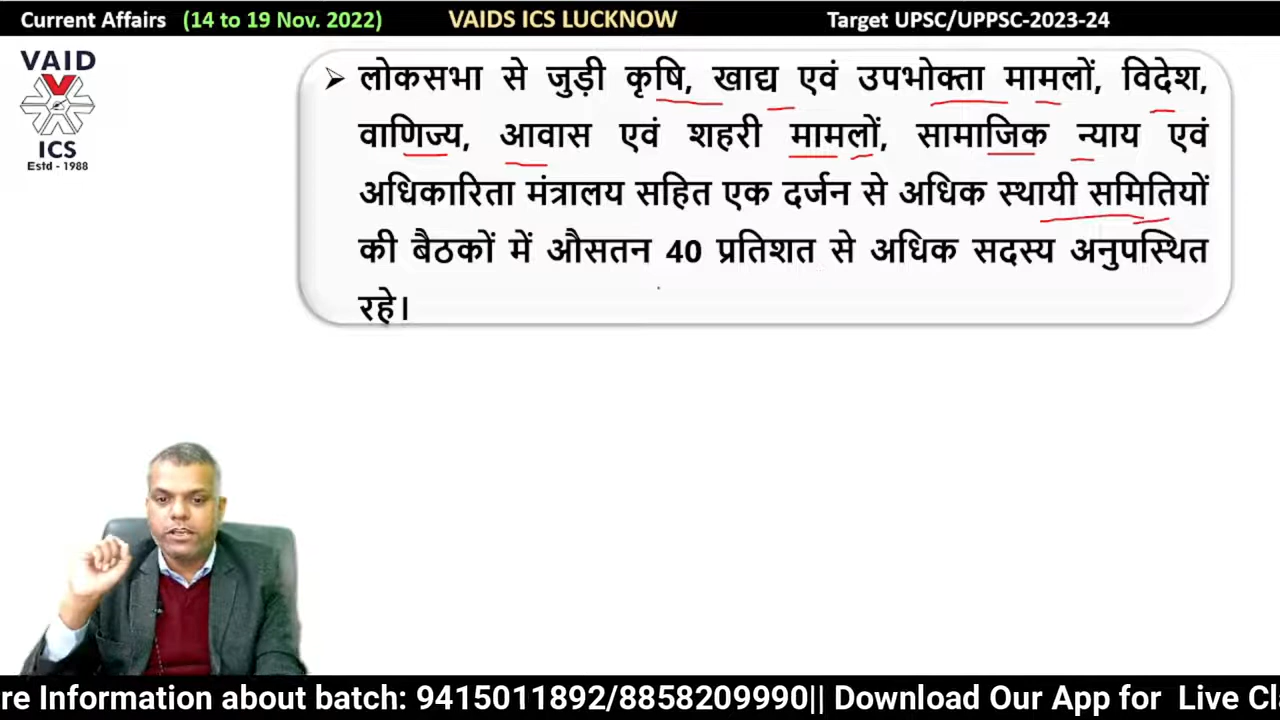 Current Affairs (14 to 19 Nov. 2022) VAIDS ICS LUCKNOW Target UPSC/UPPSC-2023-24
VAID
ICS
Estd - 1988
➢ लोकसभा से जुड़ी कृषि, खाद्य एवं उपभोक्ता मामलों, विदेश,
वाणिज्य, आवास एवं शहरी मामलों, सामाजिक न्याय एवं
अधिकारिता मंत्रालय सहित एक दर्जन से अधिक स्थायी समितियों
की बैठकों में औसतन 40 प्रतिशत से अधिक सदस्य अनुपस्थित
रहे।
re Information about batch: 9415011892/8858209990|| Download Our App for Live Cl